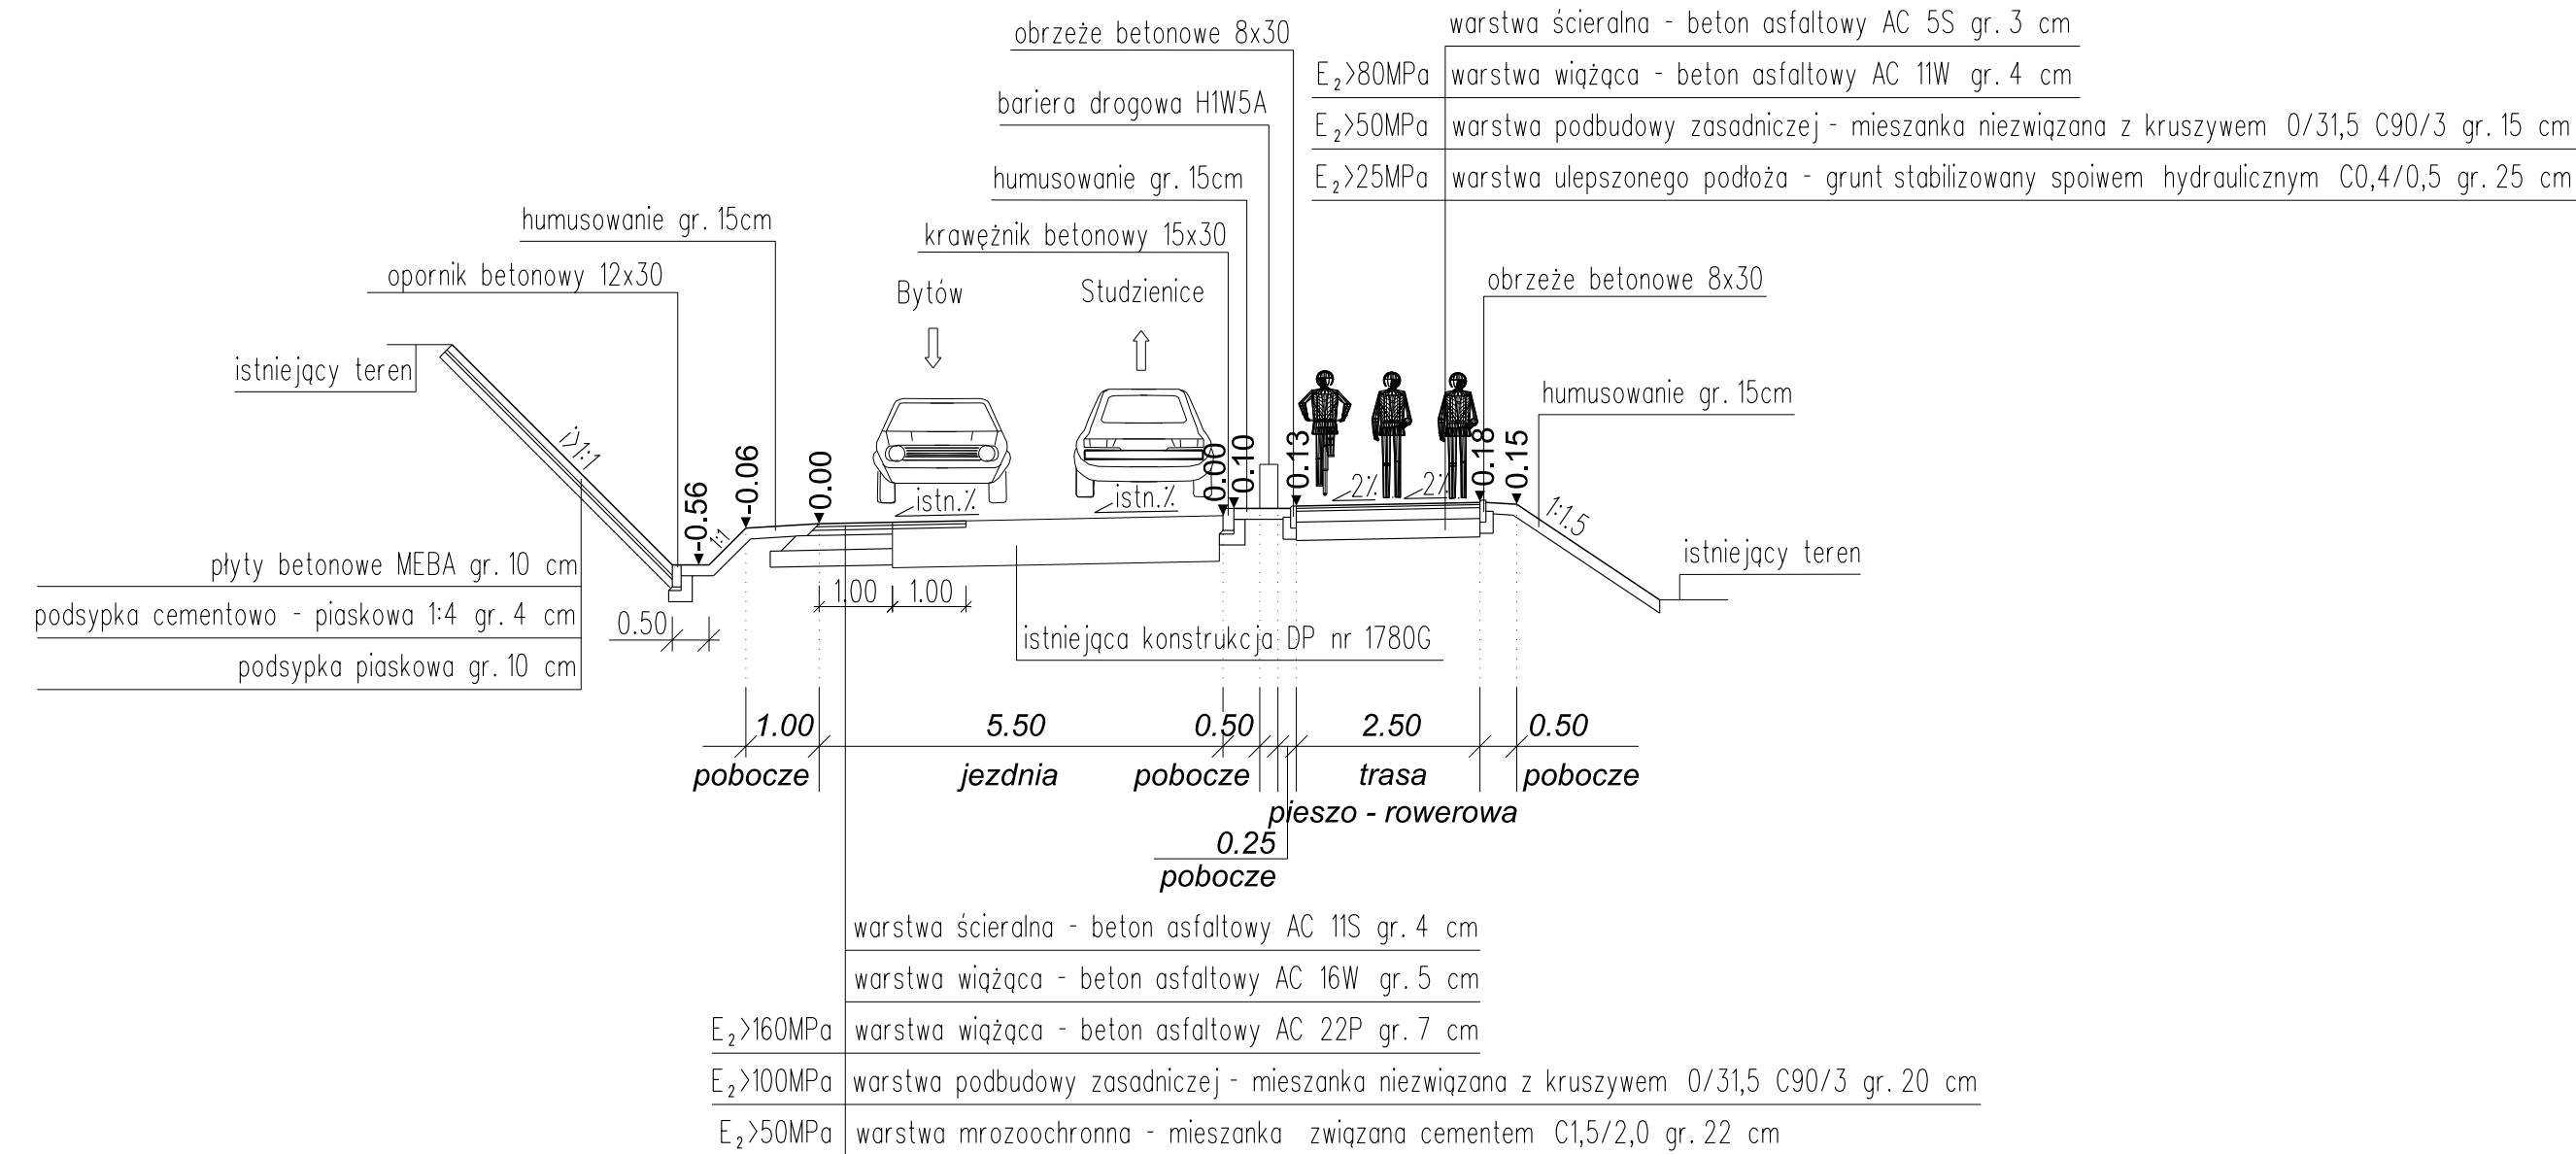 obrzeże betonowe 8x30
warstwa ścieralna - beton asfaltowy AC 5S gr. 3 cm
E₂>80MPa warstwa wiążąca - beton asfaltowy AC 11W gr. 4 cm
bariera drogowa H1W5A
E₂>50MPa warstwa podbudowy zasadniczej - mieszanka niezwiązana z kruszywem 0/31,5 C90/3 gr. 15 cm
humusowanie gr. 15cm
E₂>25MPa warstwa ulepszonego podłoża - grunt stabilizowany spoiwem hydraulicznym C0,4/0,5 gr. 25 cm
humusowanie gr. 15cm
krawężnik betonowy 15x30
opornik betonowy 12x30
Bytów
Studzienice
obrzeże betonowe 8x30
istniejący teren
humusowanie gr. 15cm
i>1:1
-0.56
-0.06
0.00
0.00
0.10
0.13
0.18
0.15
istn.%
istn.%
2%
2%
1:1
1:1.5
istniejący teren
płyty betonowe MEBA gr. 10 cm
podsypka cementowo - piaskowa 1:4 gr. 4 cm
podsypka piaskowa gr. 10 cm
0.50
1.00
1.00
istniejąca konstrukcja DP nr 1780G
1.00
5.50
0.50
2.50
0.50
pobocze
jezdnia
pobocze
trasa
pobocze
pieszo - rowerowa
0.25
pobocze
warstwa ścieralna - beton asfaltowy AC 11S gr. 4 cm
warstwa wiążąca - beton asfaltowy AC 16W gr. 5 cm
E₂>160MPa warstwa wiążąca - beton asfaltowy AC 22P gr. 7 cm
E₂>100MPa warstwa podbudowy zasadniczej - mieszanka niezwiązana z kruszywem 0/31,5 C90/3 gr. 20 cm
E₂>50MPa warstwa mrozoochronna - mieszanka związana cementem C1,5/2,0 gr. 22 cm